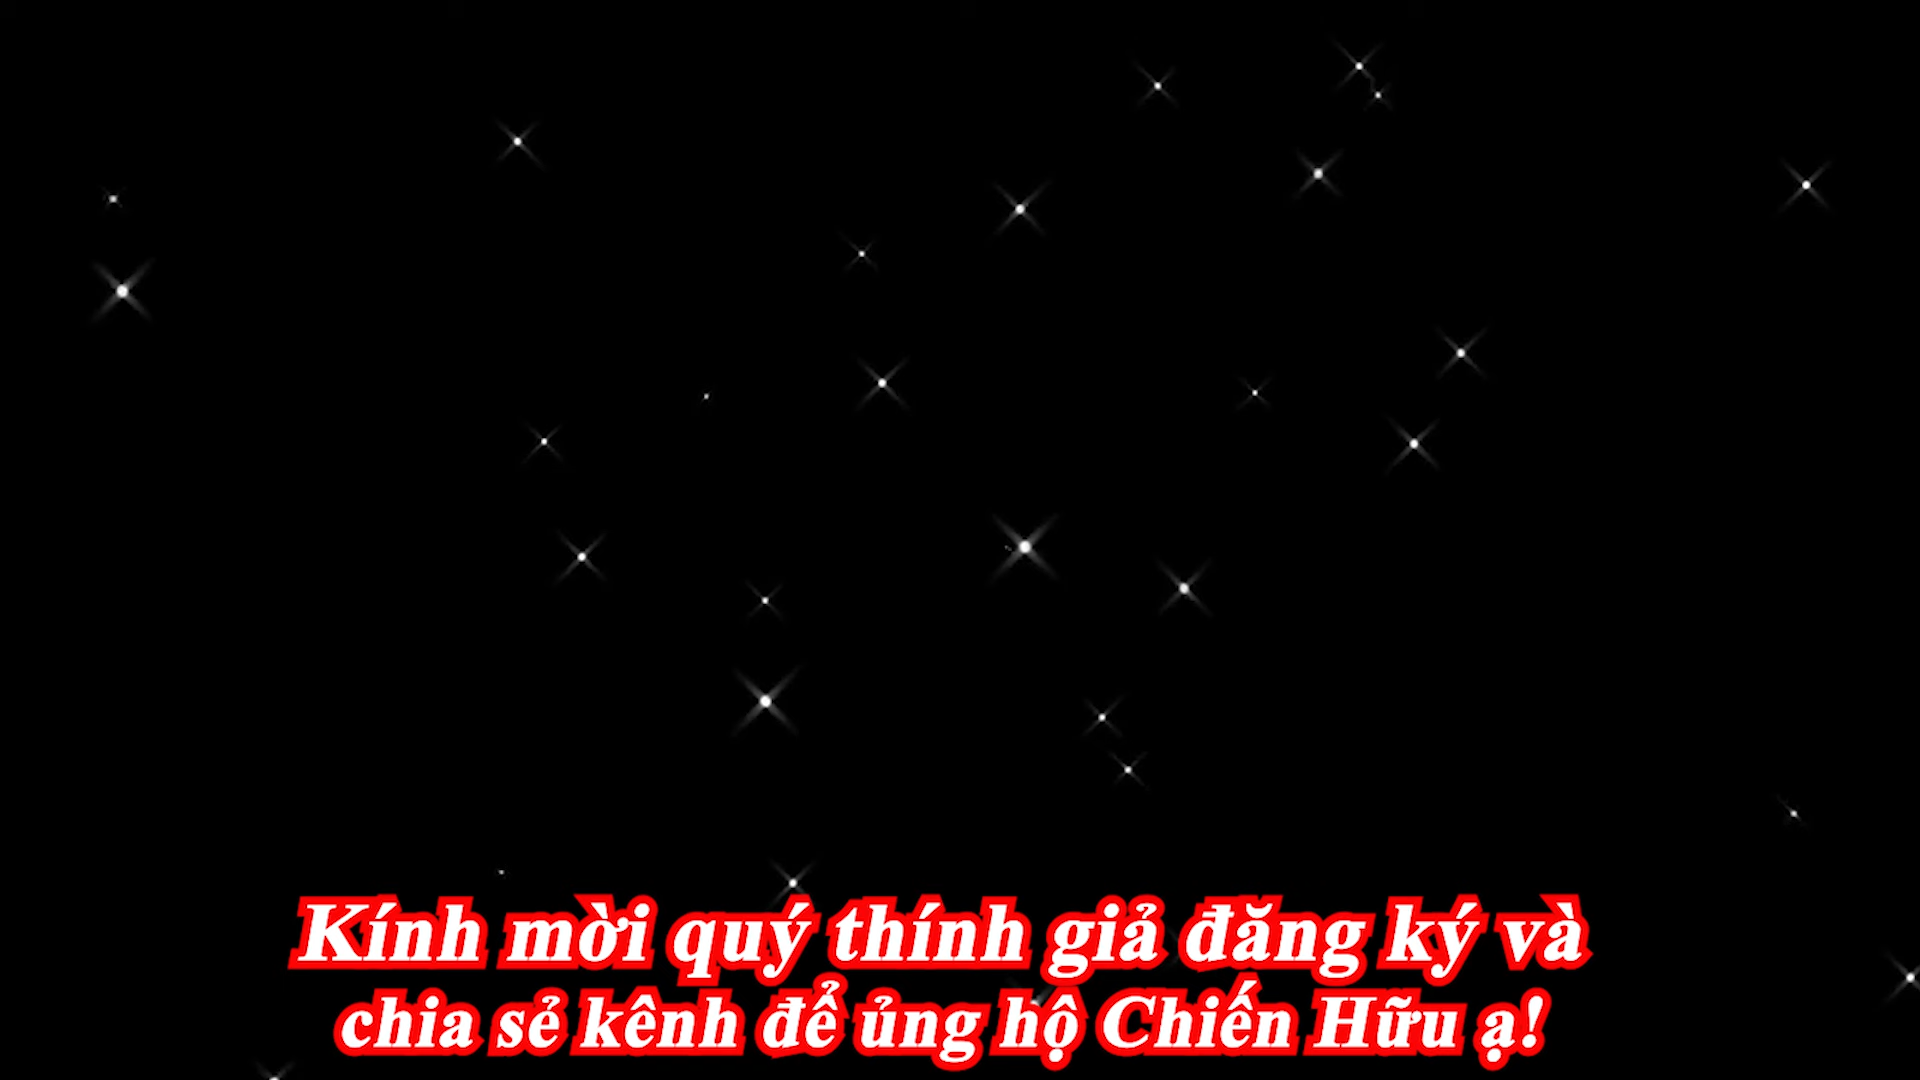 Kính mời quý thính giả đăng ký và
chia sẻ kênh để ủng hộ Chiến Hữu ạ!